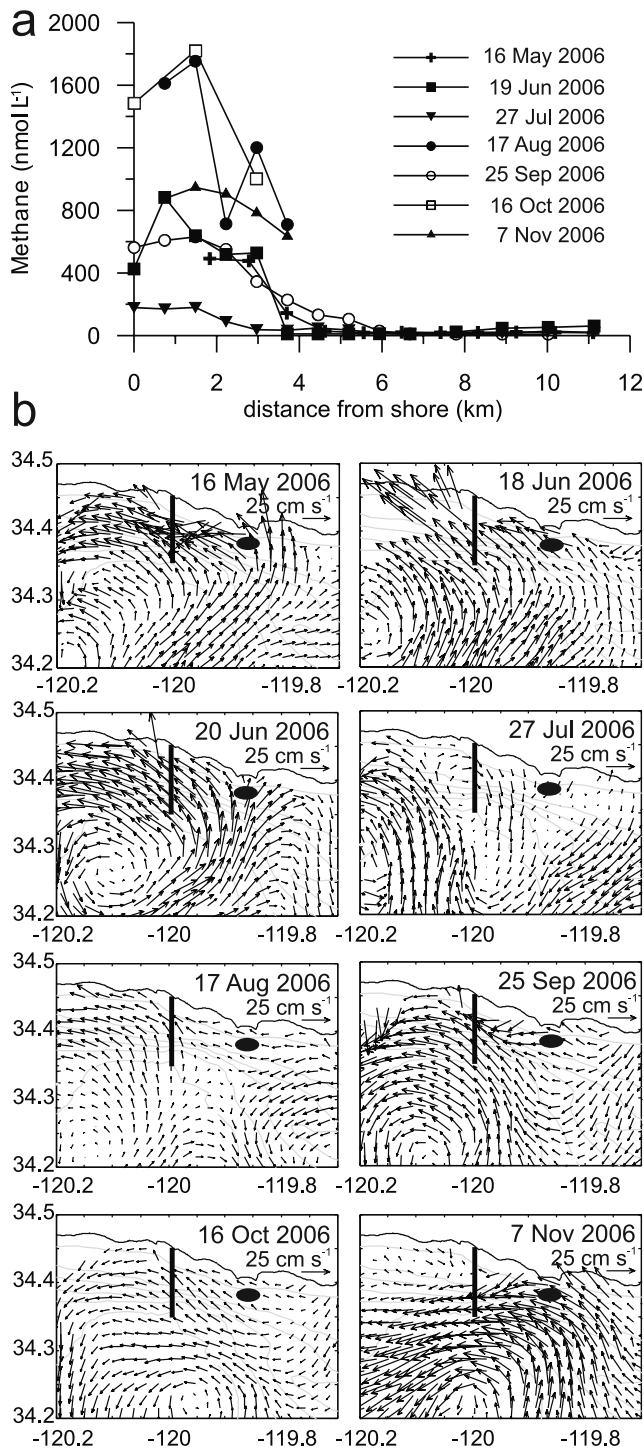 a
Methane (nmol L-1)
2000
1600
1200
800
400
0
0 2 4 6 8 10 12
distance from shore (km)
16 May 2006
19 Jun 2006
27 Jul 2006
17 Aug 2006
25 Sep 2006
16 Oct 2006
7 Nov 2006
b
34.5
34.4
34.3
34.2
16 May 2006
25 cm s-1
-120.2 -120 -119.8
18 Jun 2006
25 cm s-1
-120.2 -120 -119.8
34.5
34.4
34.3
34.2
20 Jun 2006
25 cm s-1
-120.2 -120 -119.8
27 Jul 2006
25 cm s-1
-120.2 -120 -119.8
34.5
34.4
34.3
34.2
17 Aug 2006
25 cm s-1
-120.2 -120 -119.8
25 Sep 2006
25 cm s-1
-120.2 -120 -119.8
34.5
34.4
34.3
34.2
16 Oct 2006
25 cm s-1
-120.2 -120 -119.8
7 Nov 2006
25 cm s-1
-120.2 -120 -119.8